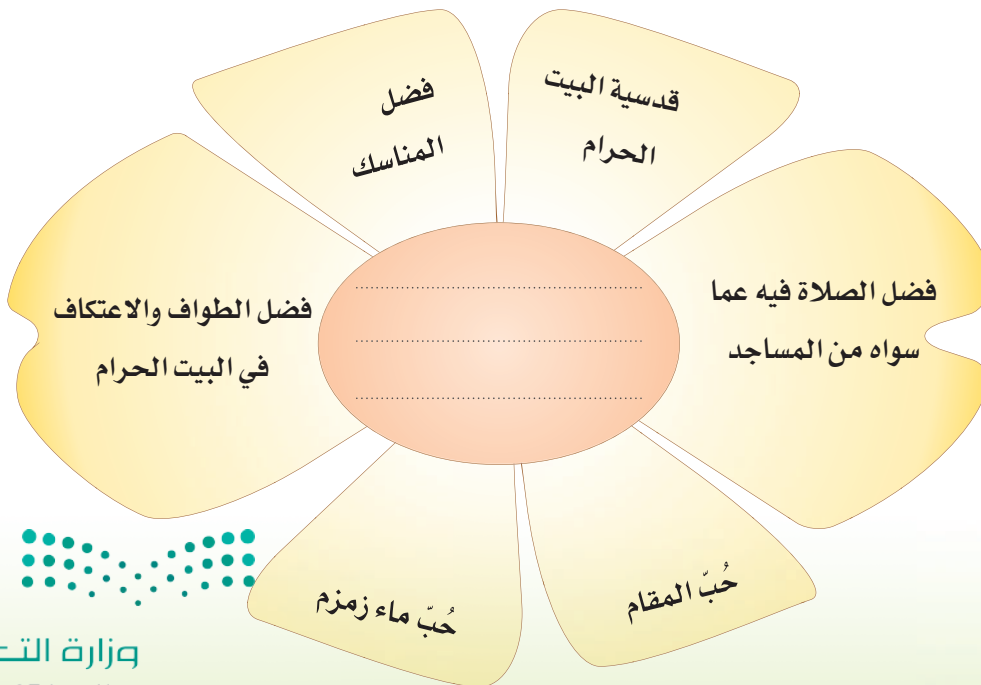 قدسية البيت
الحرام
فضل
المناسك
فضل الصلاة فيه عما
سواه من المساجد
فضل الطواف والاعتكاف
في البيت الحرام
حُبّ المقام
حُبّ ماء زمزم
وزارة